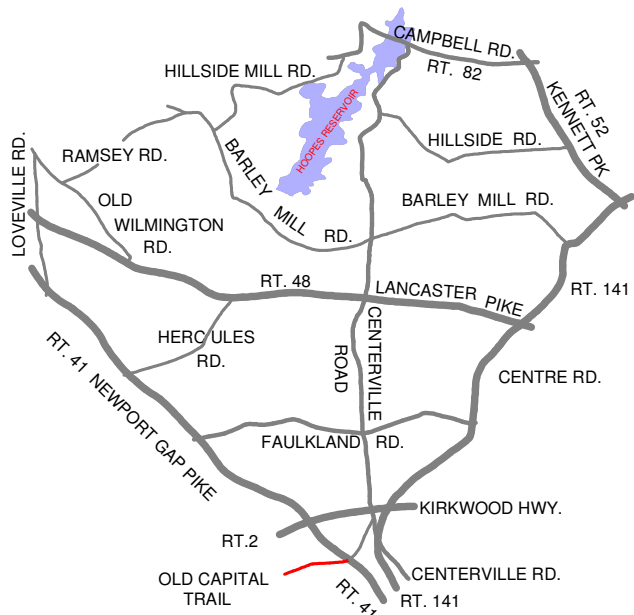 CAMPBELL RD.
RT. 82
HILLSIDE MILL RD.
HOOPES RESERVOIR
RT. 52
KENNETT PK
HILLSIDE RD.
RAMSEY RD.
LOVEVILLE RD.
OLD
WILMINGTON
RD.
BARLEY MILL RD.
BARLEY MILL RD.
RT. 141
RT. 48
LANCASTER PIKE
HERCULES
RD.
CENTERVILLE
ROAD
CENTRE RD.
RT. 41 NEWPORT GAP PIKE
FAULKLAND RD.
KIRKWOOD HWY.
RT.2
OLD CAPITAL
TRAIL
CENTERVILLE RD.
RT. 41
RT. 141